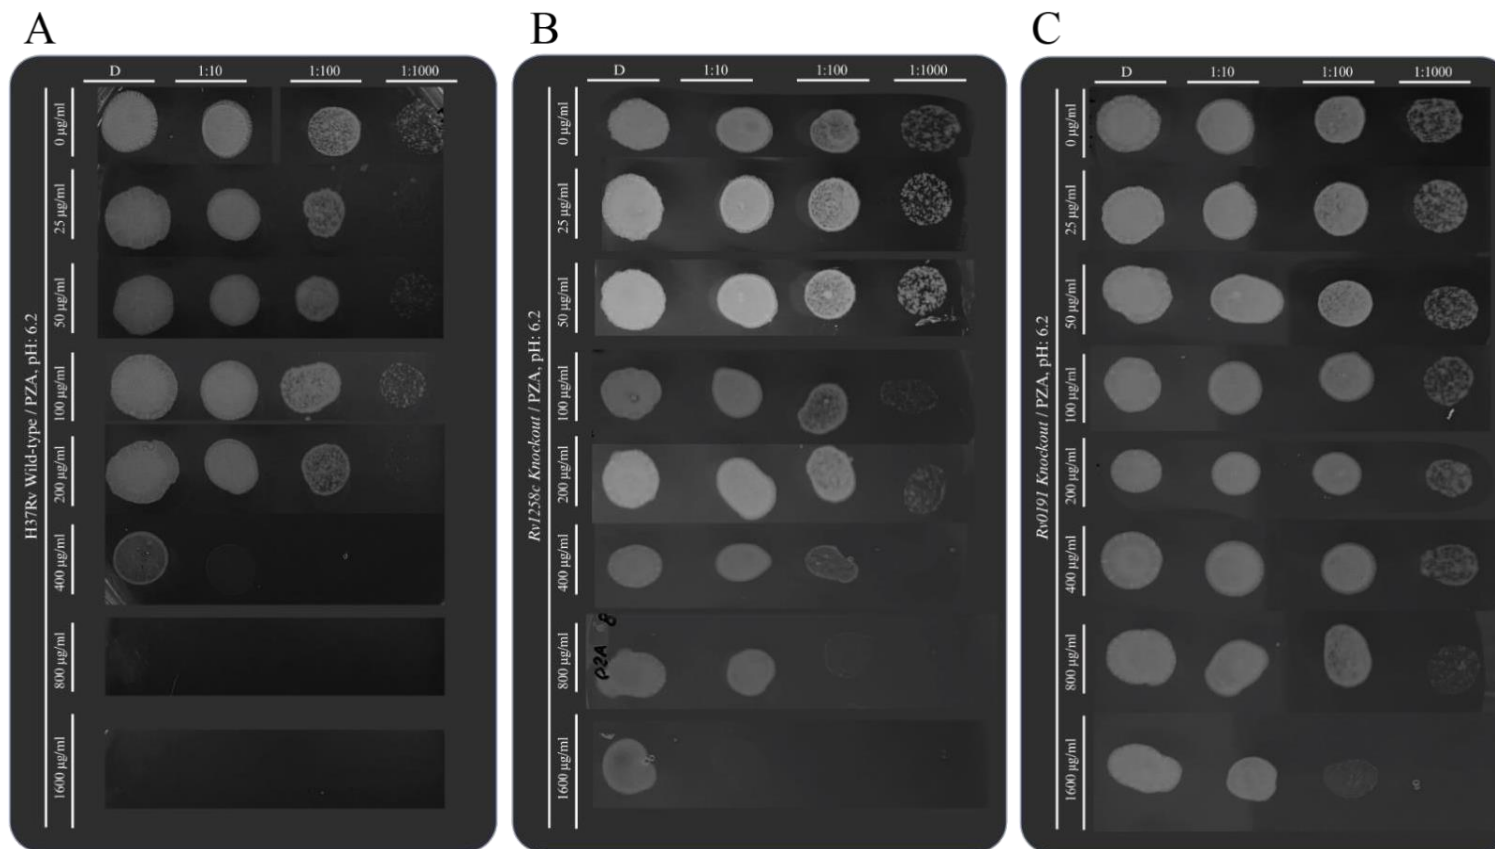 A
B
C
D 1:10 1:100 1:1000
D 1:10 1:100 1:1000
D 1:10 1:100 1:1000
H37Rv Wild-type / PZA, pH: 6.2
0 µg/ml
25 µg/ml
50 µg/ml
100 µg/ml
200 µg/ml
400 µg/ml
800 µg/ml
1600 µg/ml
Rv1258c Knockout / PZA, pH: 6.2
0 µg/ml
25 µg/ml
50 µg/ml
100 µg/ml
200 µg/ml
400 µg/ml
800 µg/ml
1600 µg/ml
PZA 8
Rv0191 Knockout / PZA, pH: 6.2
0 µg/ml
25 µg/ml
50 µg/ml
100 µg/ml
200 µg/ml
400 µg/ml
800 µg/ml
1600 µg/ml